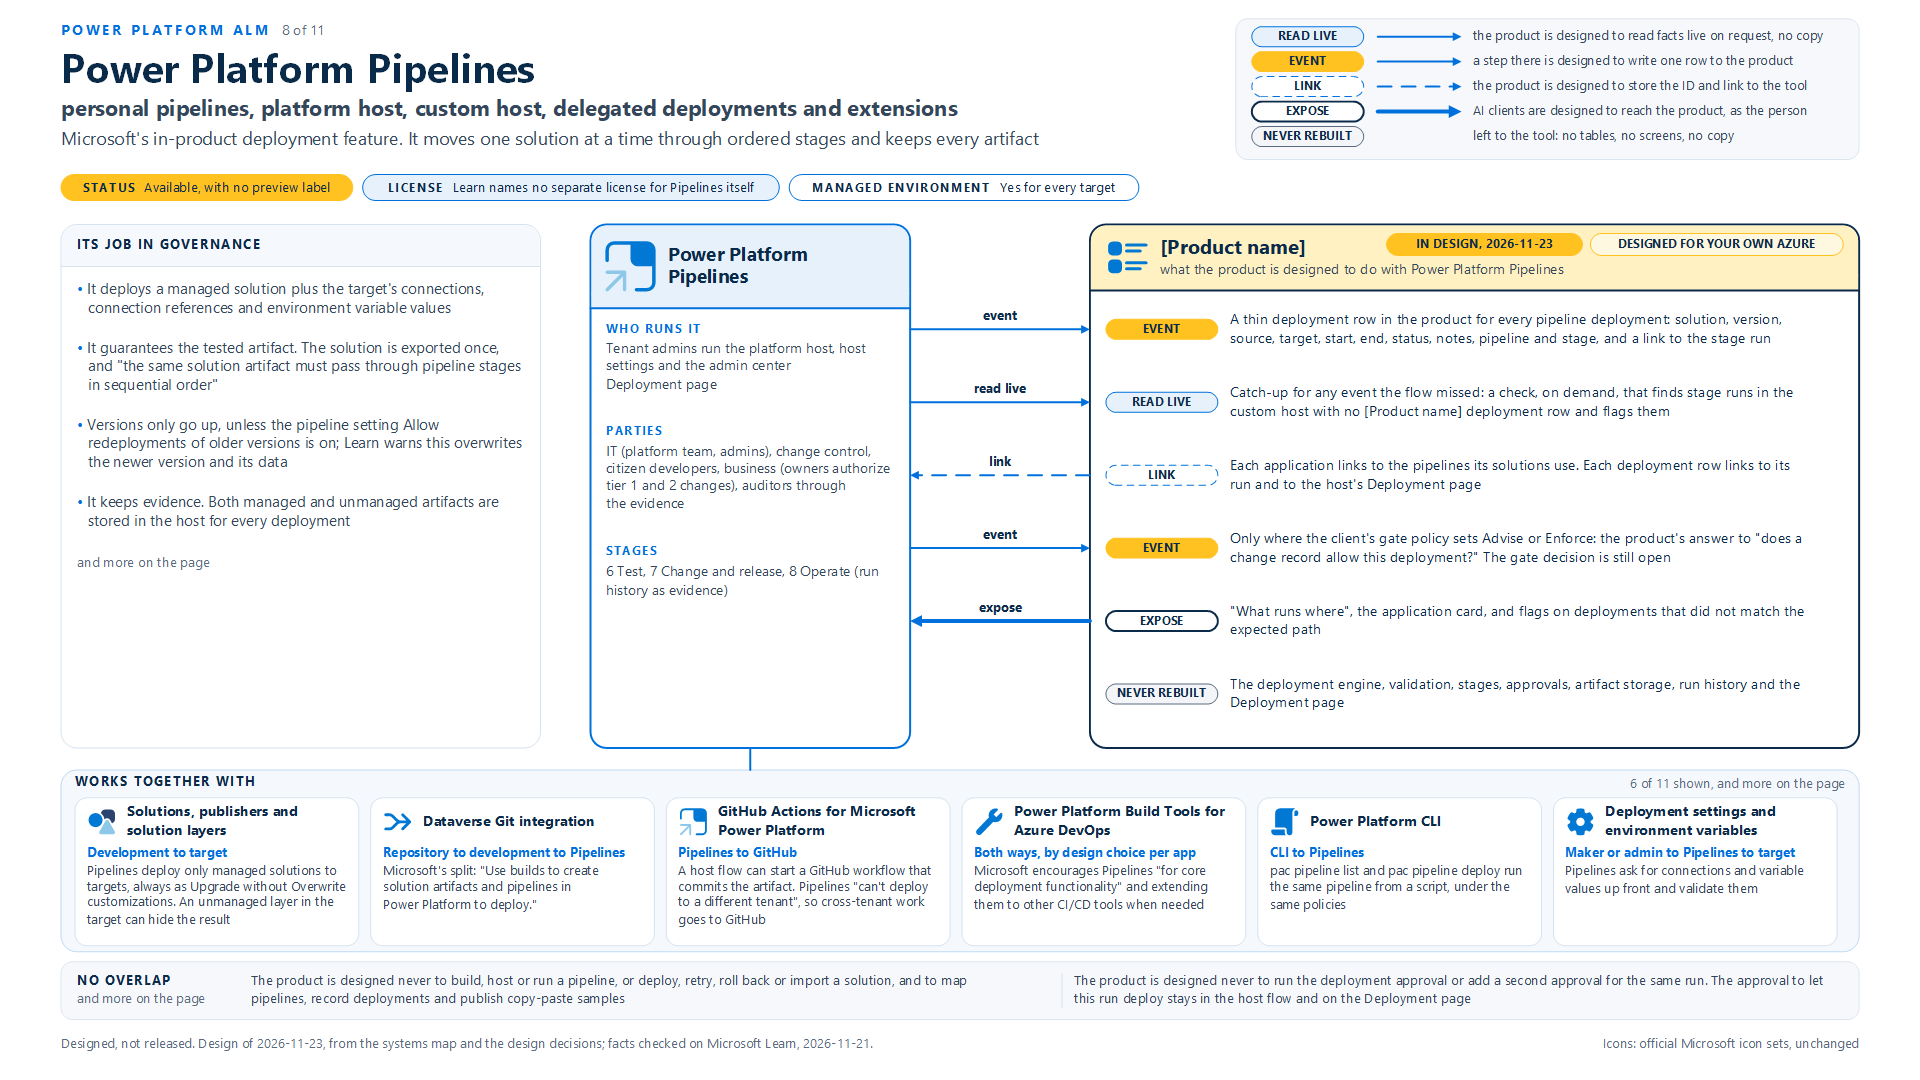 POWER PLATFORM ALM 8 of 11
Power Platform Pipelines
personal pipelines, platform host, custom host, delegated deployments and extensions
Microsoft's in-product deployment feature. It moves one solution at a time through ordered stages and keeps every artifact
READ LIVE the product is designed to read facts live on request, no copy
EVENT a step there is designed to write one row to the product
LINK the product is designed to store the ID and link to the tool
EXPOSE AI clients are designed to reach the product, as the person
NEVER REBUILT left to the tool: no tables, no screens, no copy
STATUS Available, with no preview label
LICENSE Learn names no separate license for Pipelines itself
MANAGED ENVIRONMENT Yes for every target
ITS JOB IN GOVERNANCE
• It deploys a managed solution plus the target's connections,
connection references and environment variable values
• It guarantees the tested artifact. The solution is exported once,
and "the same solution artifact must pass through pipeline stages
in sequential order"
• Versions only go up, unless the pipeline setting Allow
redeployments of older versions is on; Learn warns this overwrites
the newer version and its data
• It keeps evidence. Both managed and unmanaged artifacts are
stored in the host for every deployment
and more on the page
Power Platform
Pipelines
WHO RUNS IT
Tenant admins run the platform host, host
settings and the admin center
Deployment page
PARTIES
IT (platform team, admins), change control,
citizen developers, business (owners authorize
tier 1 and 2 changes), auditors through
the evidence
STAGES
6 Test, 7 Change and release, 8 Operate (run
history as evidence)
event
read live
link
event
expose
[Product name]
IN DESIGN, 2026-11-23
DESIGNED FOR YOUR OWN AZURE
what the product is designed to do with Power Platform Pipelines
EVENT
A thin deployment row in the product for every pipeline deployment: solution, version,
source, target, start, end, status, notes, pipeline and stage, and a link to the stage run
READ LIVE
Catch-up for any event the flow missed: a check, on demand, that finds stage runs in the
custom host with no [Product name] deployment row and flags them
LINK
Each application links to the pipelines its solutions use. Each deployment row links to its
run and to the host's Deployment page
EVENT
Only where the client's gate policy sets Advise or Enforce: the product's answer to "does a
change record allow this deployment?" The gate decision is still open
EXPOSE
"What runs where", the application card, and flags on deployments that did not match the
expected path
NEVER REBUILT
The deployment engine, validation, stages, approvals, artifact storage, run history and the
Deployment page
WORKS TOGETHER WITH
6 of 11 shown, and more on the page
Solutions, publishers and
solution layers
Development to target
Pipelines deploy only managed solutions to
targets, always as Upgrade without Overwrite
customizations. An unmanaged layer in the
target can hide the result
Dataverse Git integration
Repository to development to Pipelines
Microsoft's split: "Use builds to create
solution artifacts and pipelines in
Power Platform to deploy."
GitHub Actions for Microsoft
Power Platform
Pipelines to GitHub
A host flow can start a GitHub workflow that
commits the artifact. Pipelines "can't deploy
to a different tenant", so cross-tenant work
goes to GitHub
Power Platform Build Tools for
Azure DevOps
Both ways, by design choice per app
Microsoft encourages Pipelines "for core
deployment functionality" and extending
them to other CI/CD tools when needed
Power Platform CLI
CLI to Pipelines
pac pipeline list and pac pipeline deploy run
the same pipeline from a script, under the
same policies
Deployment settings and
environment variables
Maker or admin to Pipelines to target
Pipelines ask for connections and variable
values up front and validate them
NO OVERLAP
and more on the page
The product is designed never to build, host or run a pipeline, or deploy, retry, roll back or import a solution, and to map
pipelines, record deployments and publish copy-paste samples
The product is designed never to run the deployment approval or add a second approval for the same run. The approval to let
this run deploy stays in the host flow and on the Deployment page
Designed, not released. Design of 2026-11-23, from the systems map and the design decisions; facts checked on Microsoft Learn, 2026-11-21.
Icons: official Microsoft icon sets, unchanged